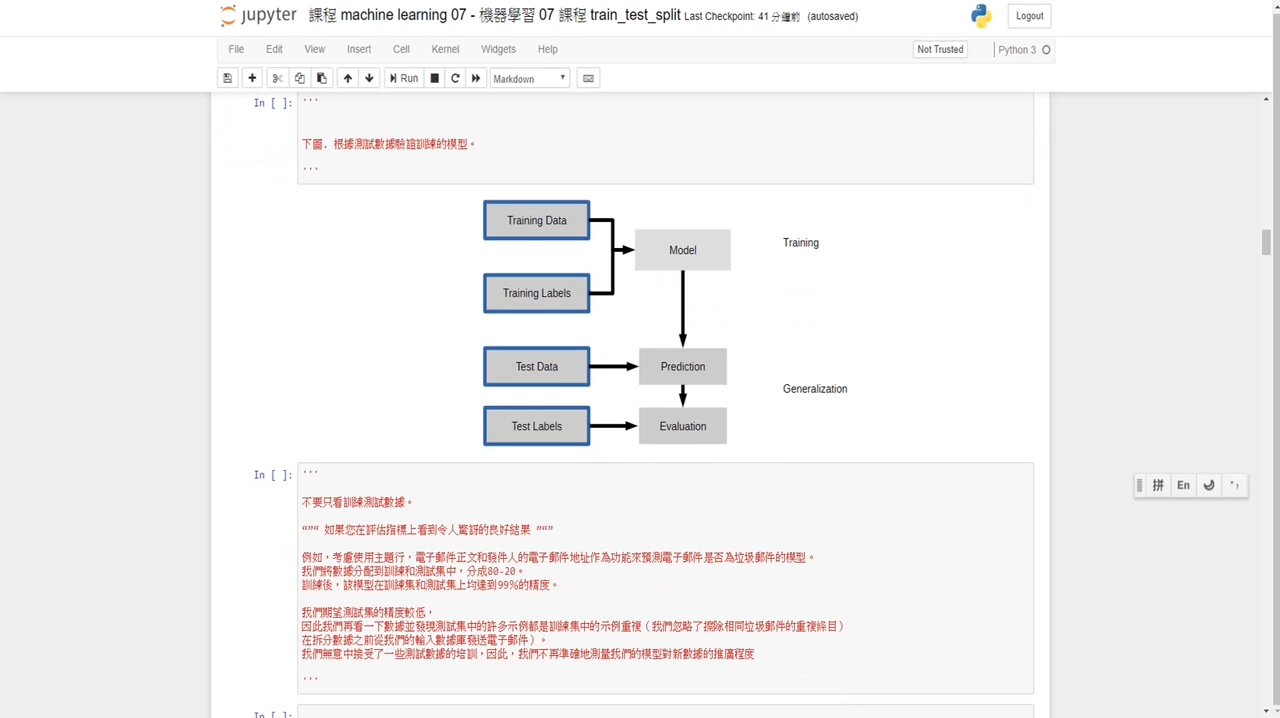 jupyter 課程 machine learning 07 - 機器學習 07 課程 train_test_split Last Checkpoint: 41 分鐘前 (autosaved)
Logout
File Edit View Insert Cell Kernel Widgets Help
Not Trusted
Python 3
Run
Markdown
In [ ]:
'''
下圖. 根據測試數據驗證訓練的模型。
'''
Training Data
Model
Training
Training Labels
Test Data
Prediction
Generalization
Test Labels
Evaluation
In [ ]:
'''
不要只看訓練測試數據。
“”“ 如果您在評估指標上看到令人驚訝的良好結果 ”“”
例如，考慮使用主題行，電子郵件正文和發件人的電子郵件地址作為功能來預測電子郵件是否為垃圾郵件的模型。
我們將數據分配到訓練和測試集中，分成80-20。
訓練後，該模型在訓練集和測試集上均達到99％的精度。
我們期望測試集的精度較低，
因此我們再看一下數據並發現測試集中的許多示例都是訓練集中的示例重複（我們忽略了擦除相同垃圾郵件的重複條目）
在拆分數據之前從我們的輸入數據庫發送電子郵件）。
我們無意中接受了一些測試數據的培訓，因此，我們不再準確地測量我們的模型對新數據的推廣程度
'''
拼 En
In [ ]: